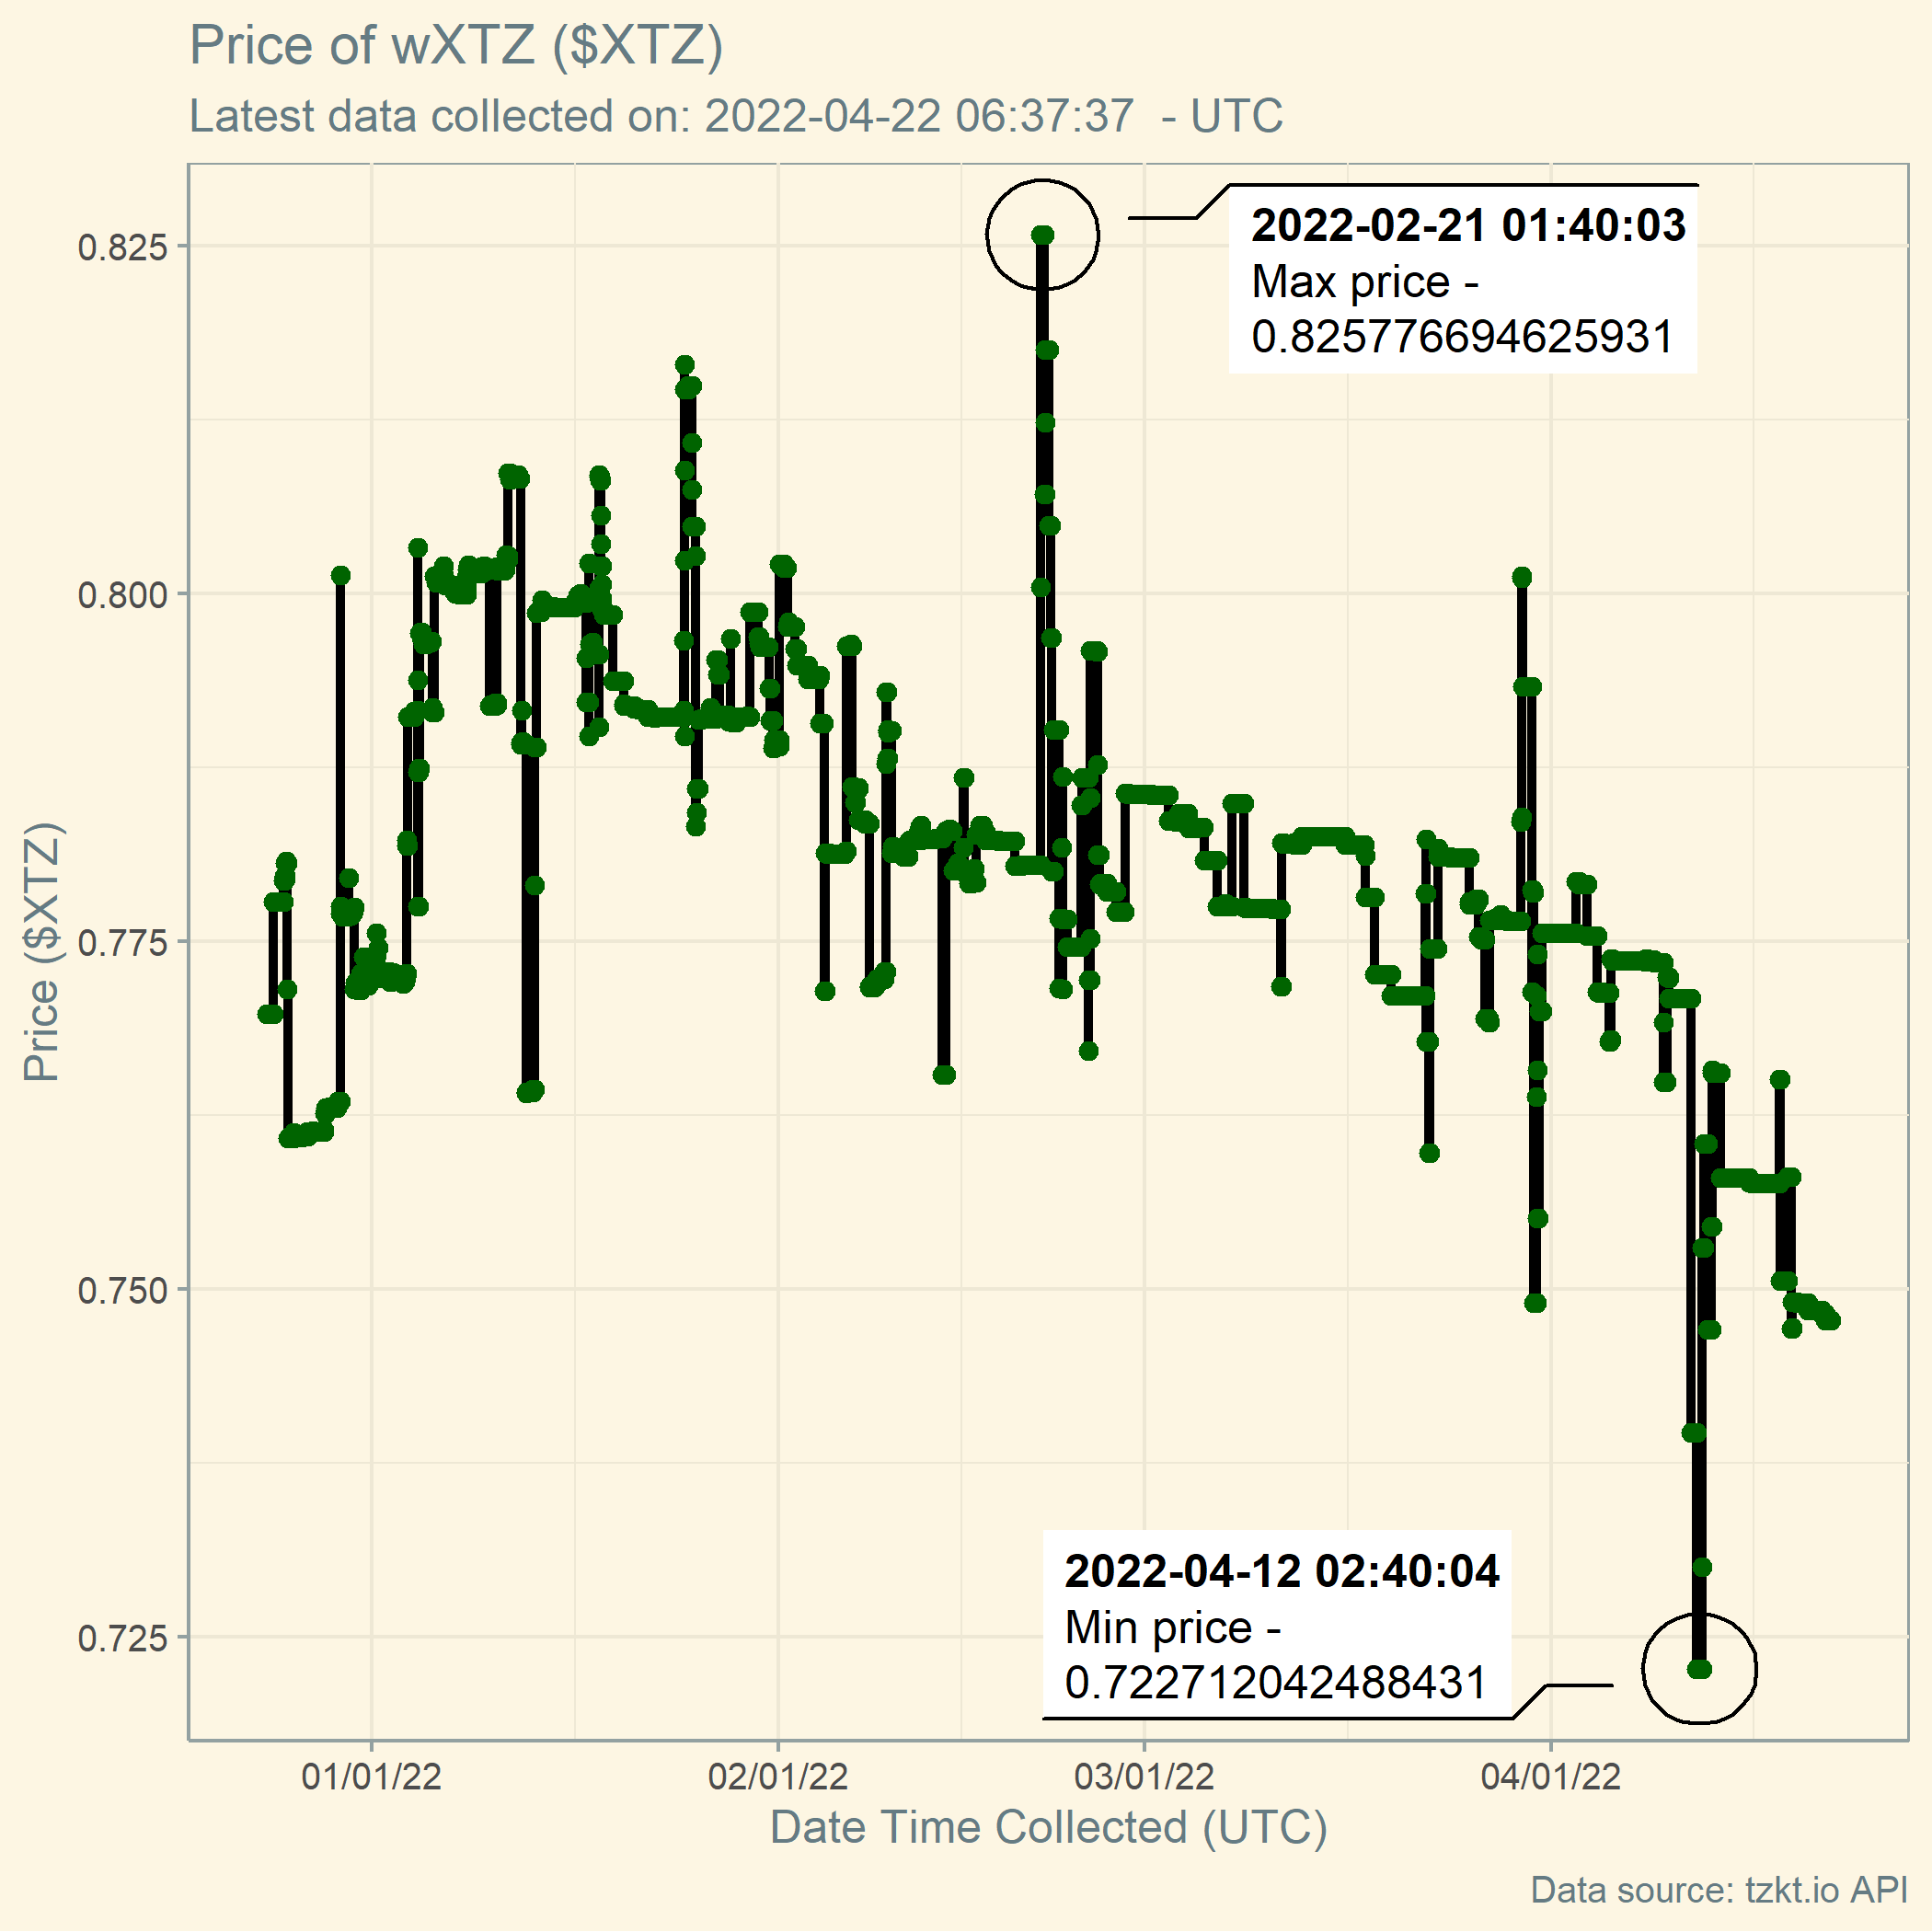 Price of wXTZ ($XTZ)
Latest data collected on: 2022-04-22 06:37:37  - UTC
2022-02-21 01:40:03
Max price -
0.825776694625931
0.825
0.800
0.775
0.750
0.725
Price ($XTZ)
2022-04-12 02:40:04
Min price -
0.722712042488431
01/01/22
02/01/22
03/01/22
04/01/22
Date Time Collected (UTC)
Data source: tzkt.io API